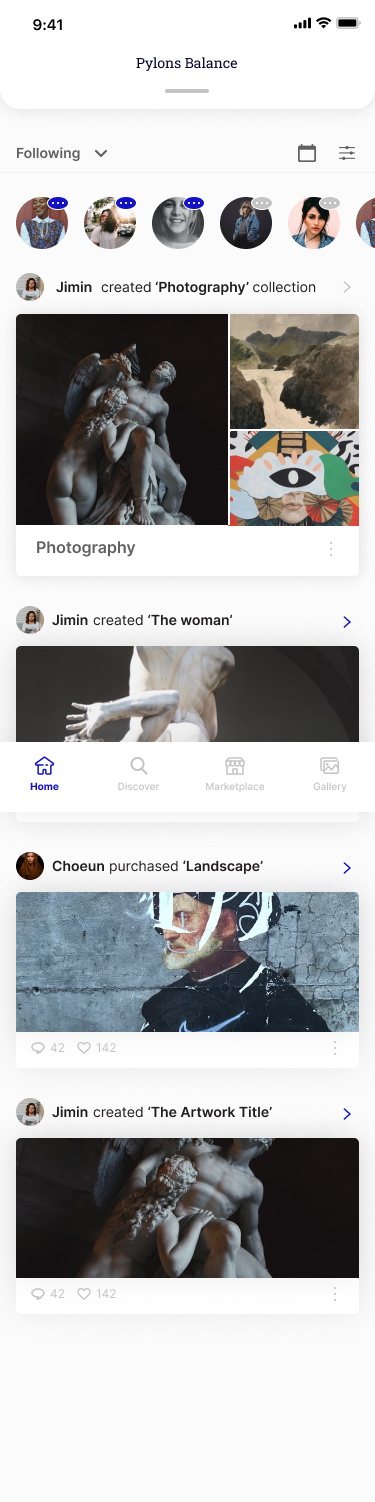 9:41
Pylons Balance
Following
Jimin created ‘Photography’ collection
Photography
Jimin created ‘The woman’
Home Discover Marketplace Gallery
Choeun purchased ‘Landscape’
42 142
Jimin created ‘The Artwork Title’
42 142